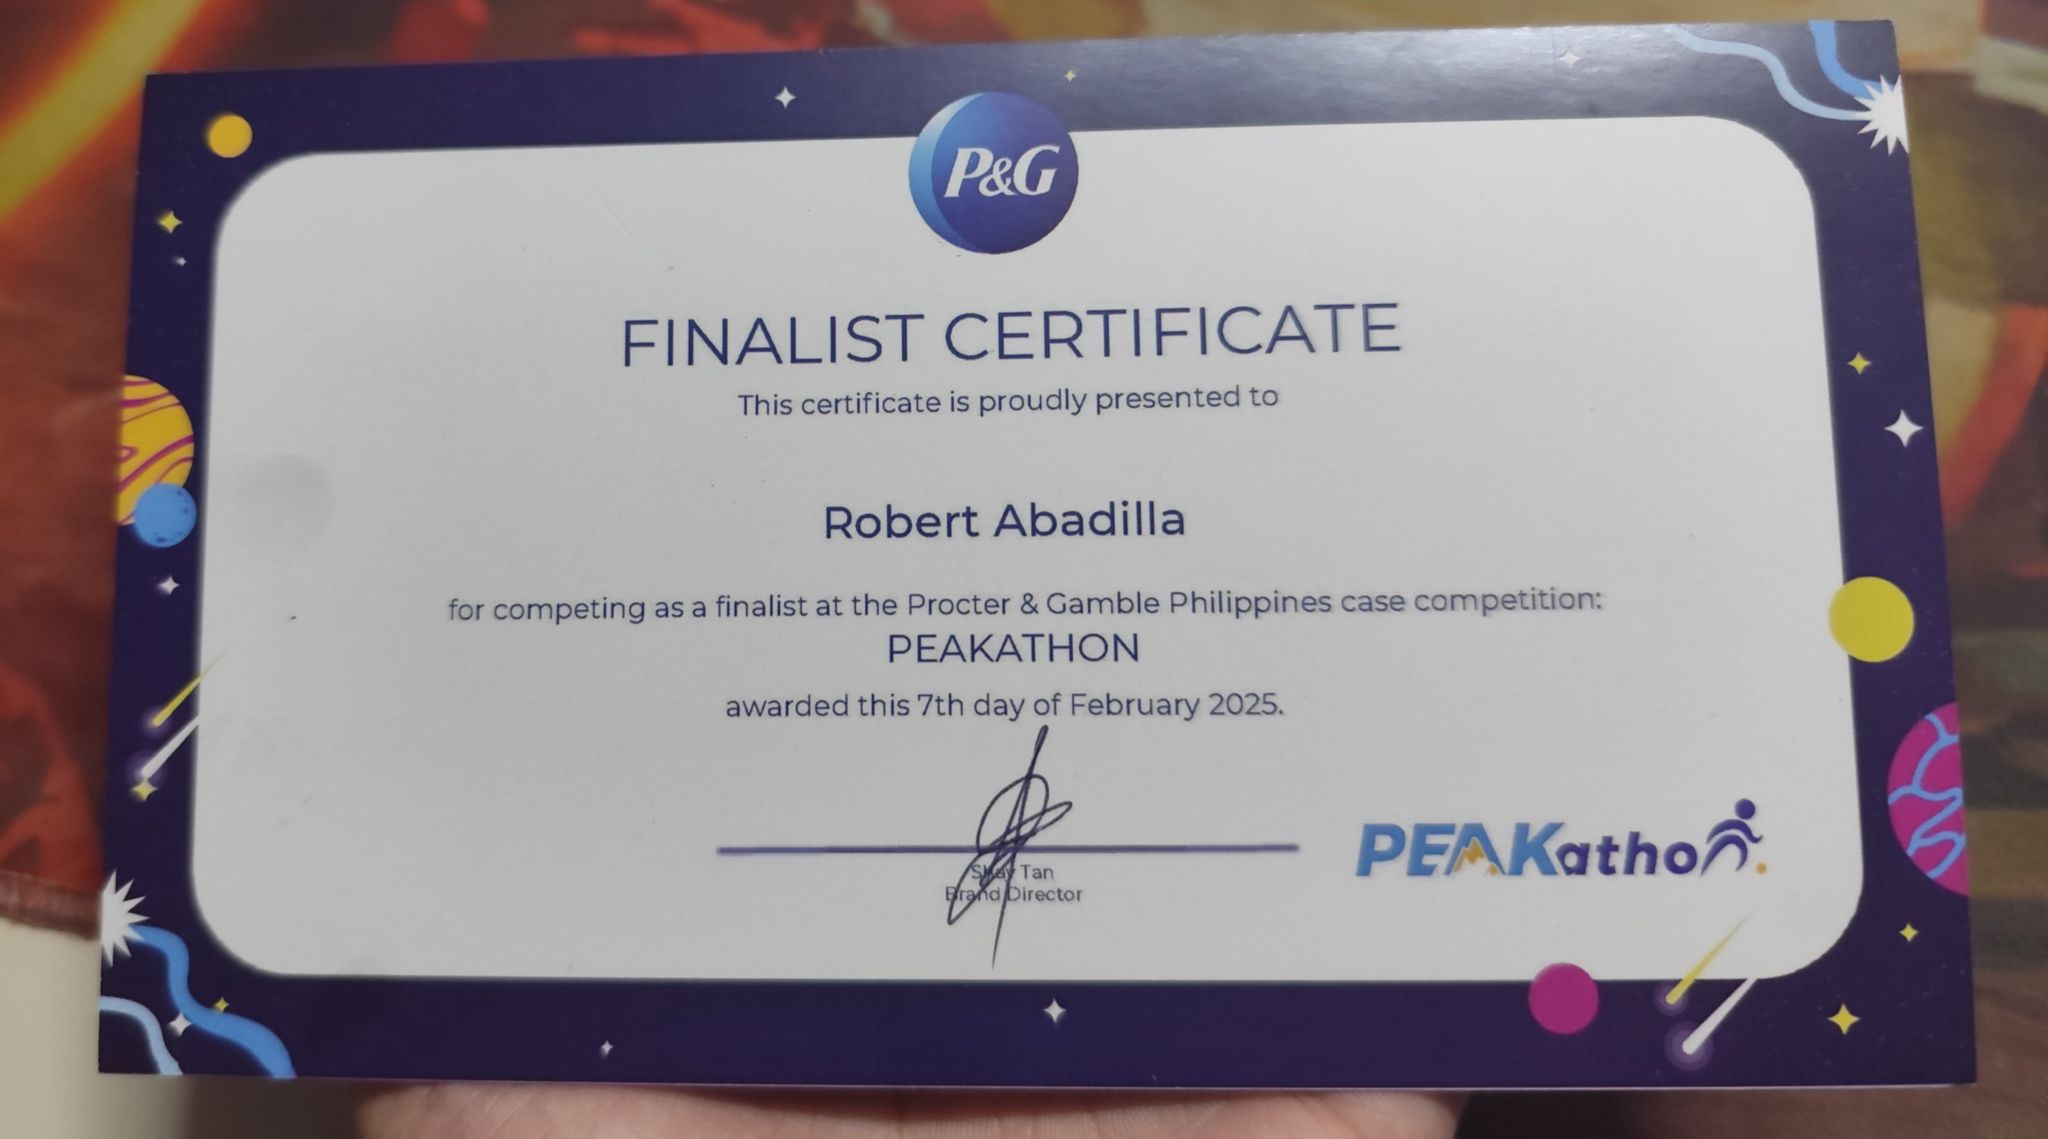 P&G
FINALIST CERTIFICATE
This certificate is proudly presented to
Robert Abadilla
for competing as a finalist at the Procter & Gamble Philippines case competition:
PEAKATHON
awarded this 7th day of February 2025.
Shay Tan
Brand Director
PEAKathon